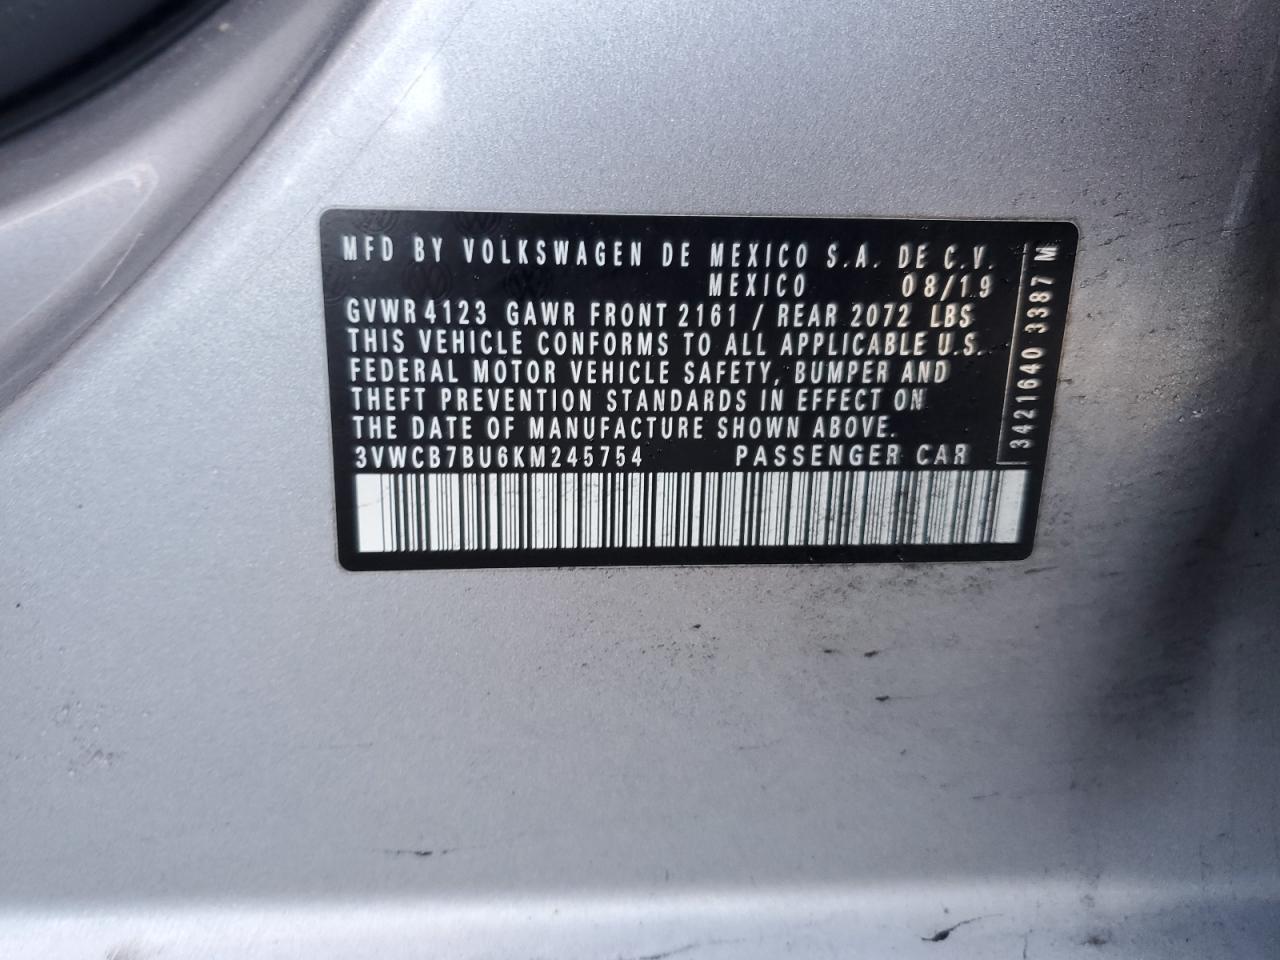 MFD BY VOLKSWAGEN DE MEXICO S.A. DE C.V.
MEXICO 08/19
GVWR 4123 GAWR FRONT 2161 / REAR 2072 LBS
THIS VEHICLE CONFORMS TO ALL APPLICABLE U.S.
FEDERAL MOTOR VEHICLE SAFETY, BUMPER AND
THEFT PREVENTION STANDARDS IN EFFECT ON
THE DATE OF MANUFACTURE SHOWN ABOVE.
3VWCB7BU6KM245754 PASSENGER CAR
3421640 3387 M